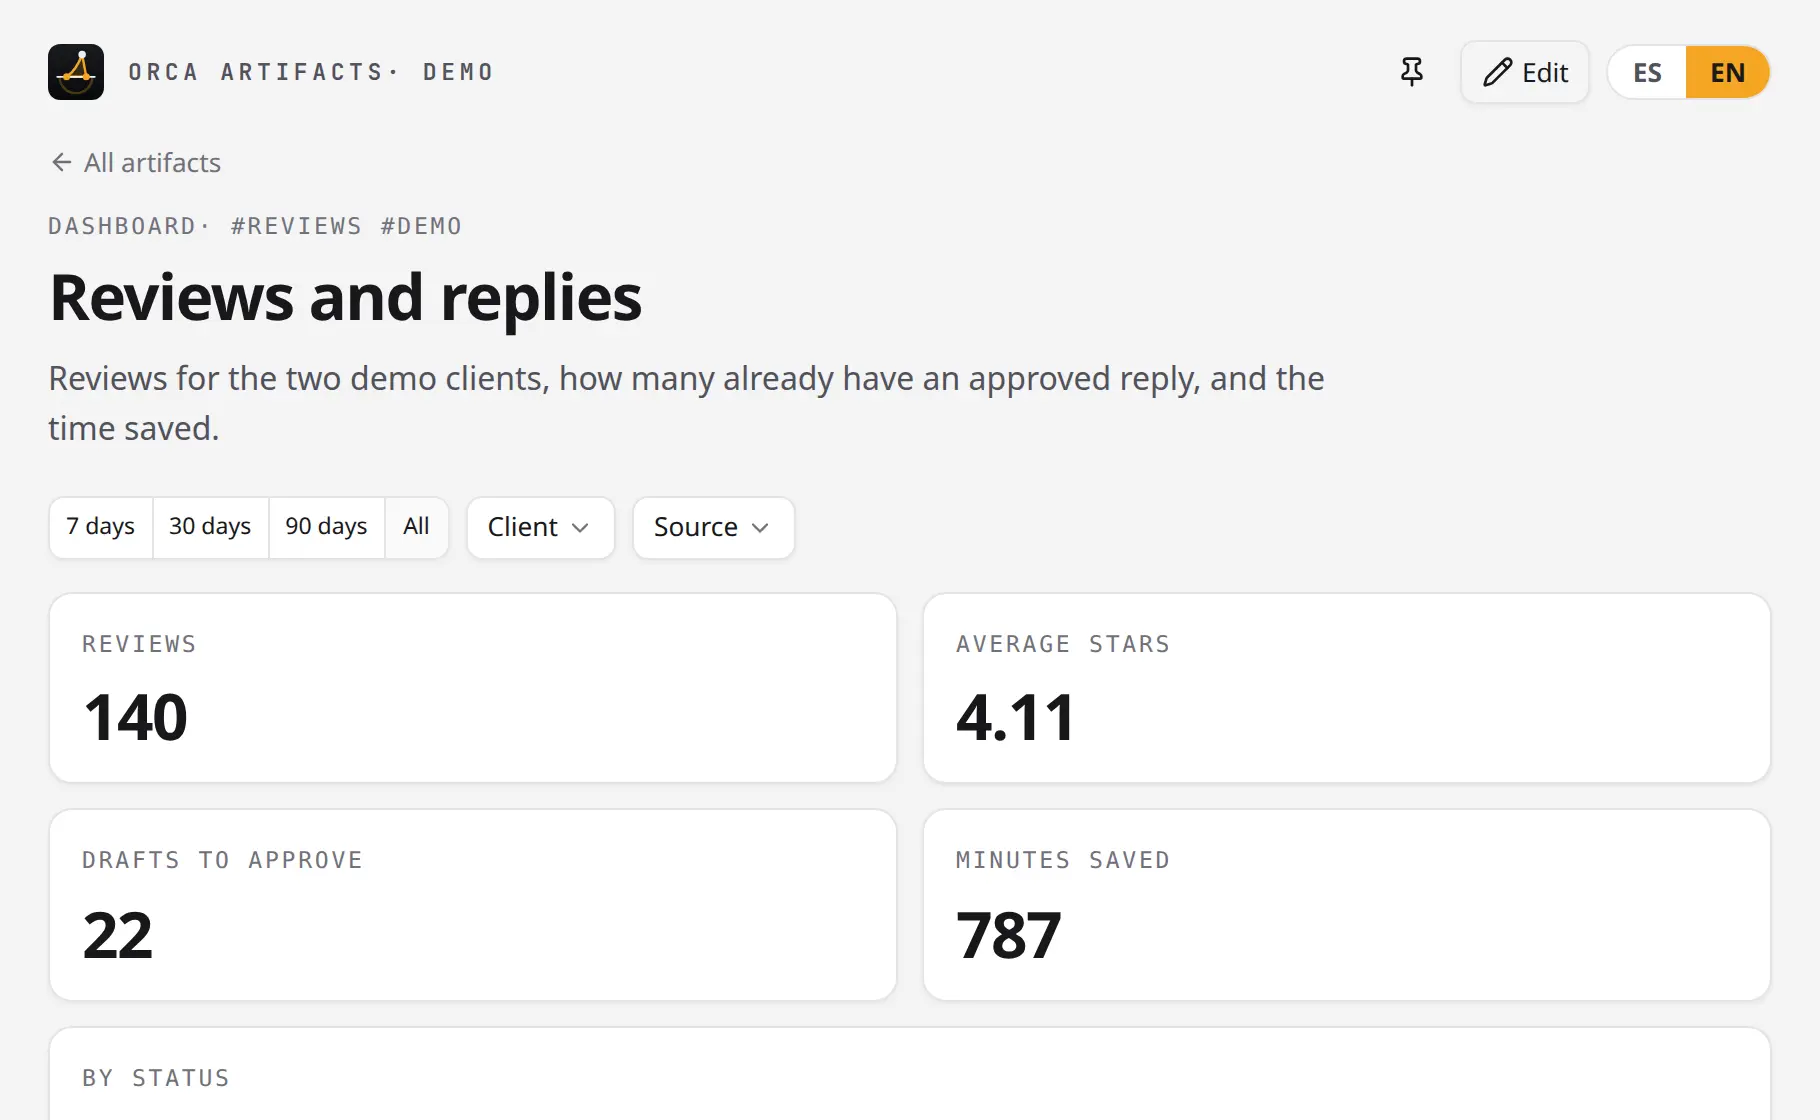 ORCA ARTIFACTS· DEMO
Edit
ES
EN
All artifacts
DASHBOARD· #REVIEWS #DEMO
Reviews and replies
Reviews for the two demo clients, how many already have an approved reply, and the
time saved.
7 days
30 days
90 days
All
Client
Source
REVIEWS
140
AVERAGE STARS
4.11
DRAFTS TO APPROVE
22
MINUTES SAVED
787
BY STATUS